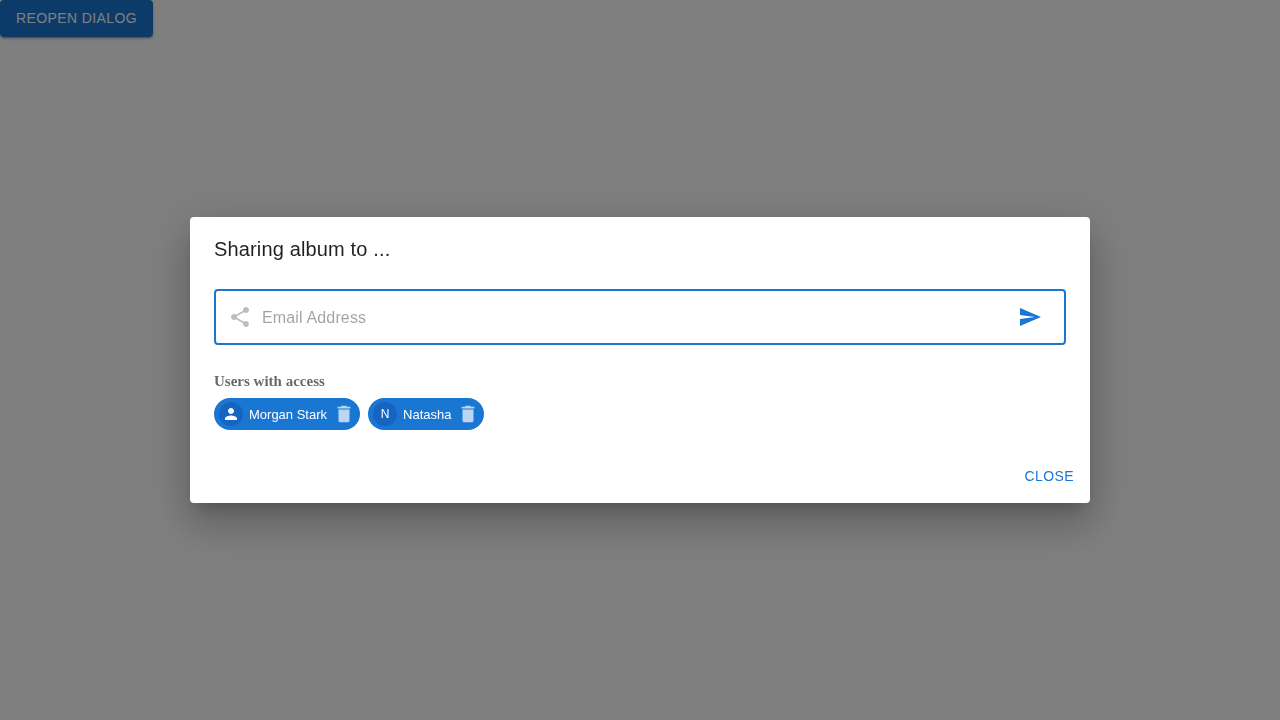 REOPEN DIALOG
Sharing album to ...
Email Address
Users with access
Morgan Stark
N Natasha
CLOSE